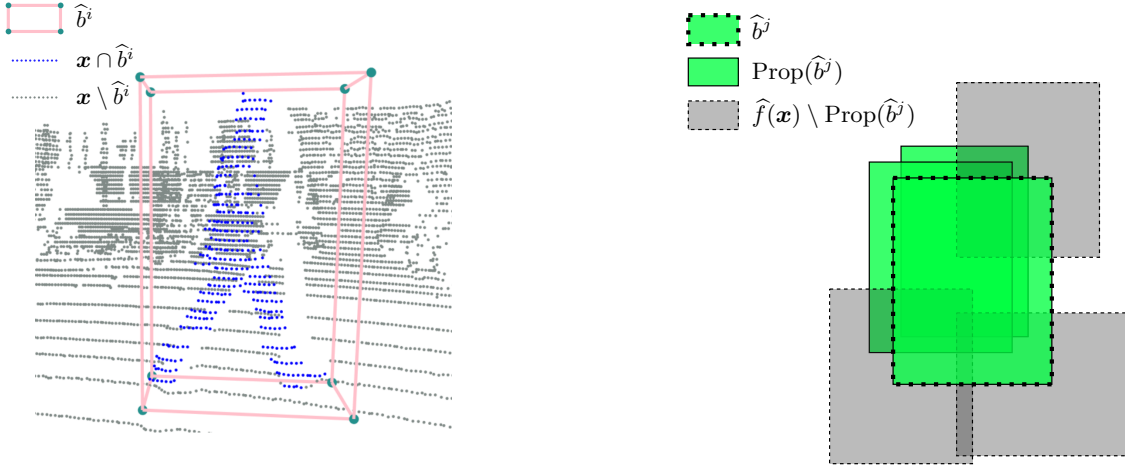 b̂ⁱ
𝒙 ∩ b̂ⁱ
𝒙 \ b̂ⁱ
b̂ʲ
Prop(b̂ʲ)
f̂(𝒙) \ Prop(b̂ʲ)